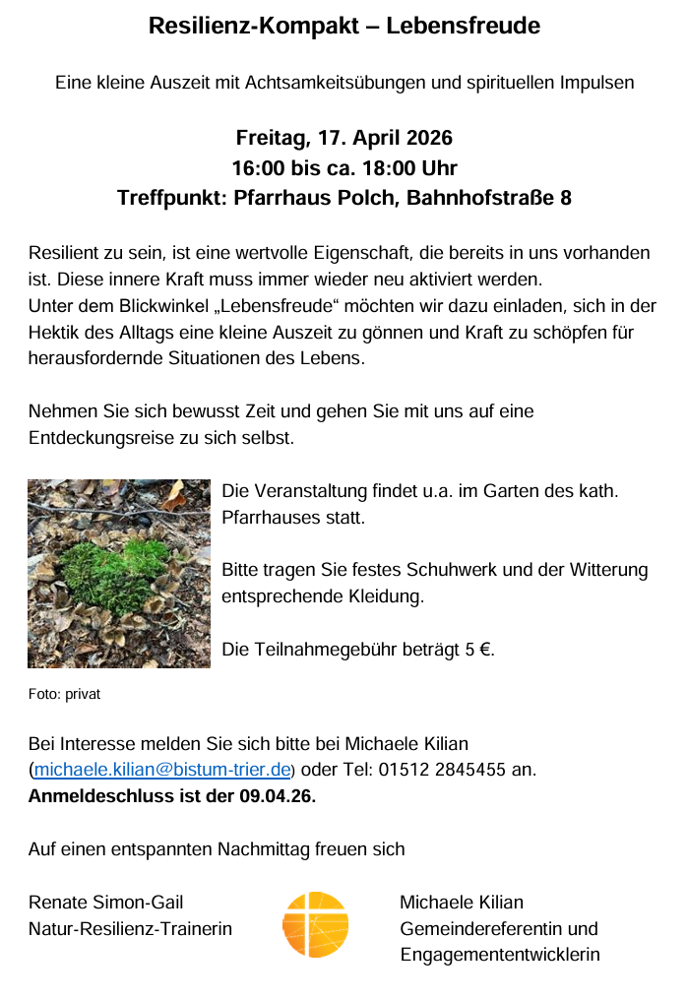 Resilienz-Kompakt – Lebensfreude
Eine kleine Auszeit mit Achtsamkeitsübungen und spirituellen Impulsen
Freitag, 17. April 2026
16:00 bis ca. 18:00 Uhr
Treffpunkt: Pfarrhaus Polch, Bahnhofstraße 8
Resilient zu sein, ist eine wertvolle Eigenschaft, die bereits in uns vorhanden
ist. Diese innere Kraft muss immer wieder neu aktiviert werden.
Unter dem Blickwinkel „Lebensfreude“ möchten wir dazu einladen, sich in der
Hektik des Alltags eine kleine Auszeit zu gönnen und Kraft zu schöpfen für
herausfordernde Situationen des Lebens.
Nehmen Sie sich bewusst Zeit und gehen Sie mit uns auf eine
Entdeckungsreise zu sich selbst.
Die Veranstaltung findet u.a. im Garten des kath.
Pfarrhauses statt.
Bitte tragen Sie festes Schuhwerk und der Witterung
entsprechende Kleidung.
Die Teilnahmegebühr beträgt 5 €.
Foto: privat
Bei Interesse melden Sie sich bitte bei Michaele Kilian
(michaele.kilian@bistum-trier.de) oder Tel: 01512 2845455 an.
Anmeldeschluss ist der 09.04.26.
Auf einen entspannten Nachmittag freuen sich
Renate Simon-Gail
Natur-Resilienz-Trainerin
Michaele Kilian
Gemeindereferentin und
Engagemententwicklerin